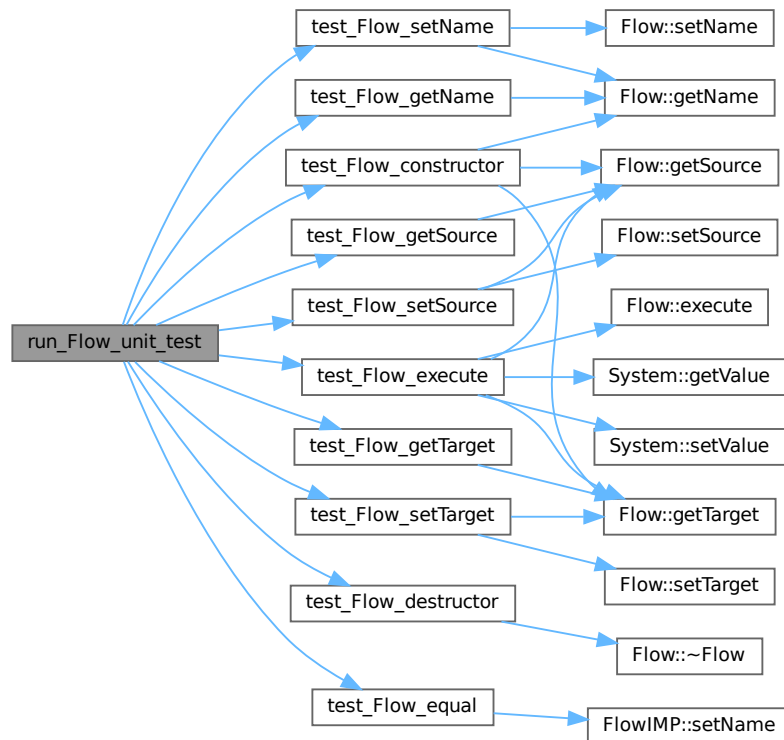 test_Flow_setName
Flow::setName
test_Flow_getName
Flow::getName
test_Flow_constructor
Flow::getSource
test_Flow_getSource
Flow::setSource
test_Flow_setSource
Flow::execute
run_Flow_unit_test
test_Flow_execute
System::getValue
test_Flow_getTarget
System::setValue
test_Flow_setTarget
Flow::getTarget
Flow::setTarget
test_Flow_destructor
Flow::~Flow
test_Flow_equal
FlowIMP::setName